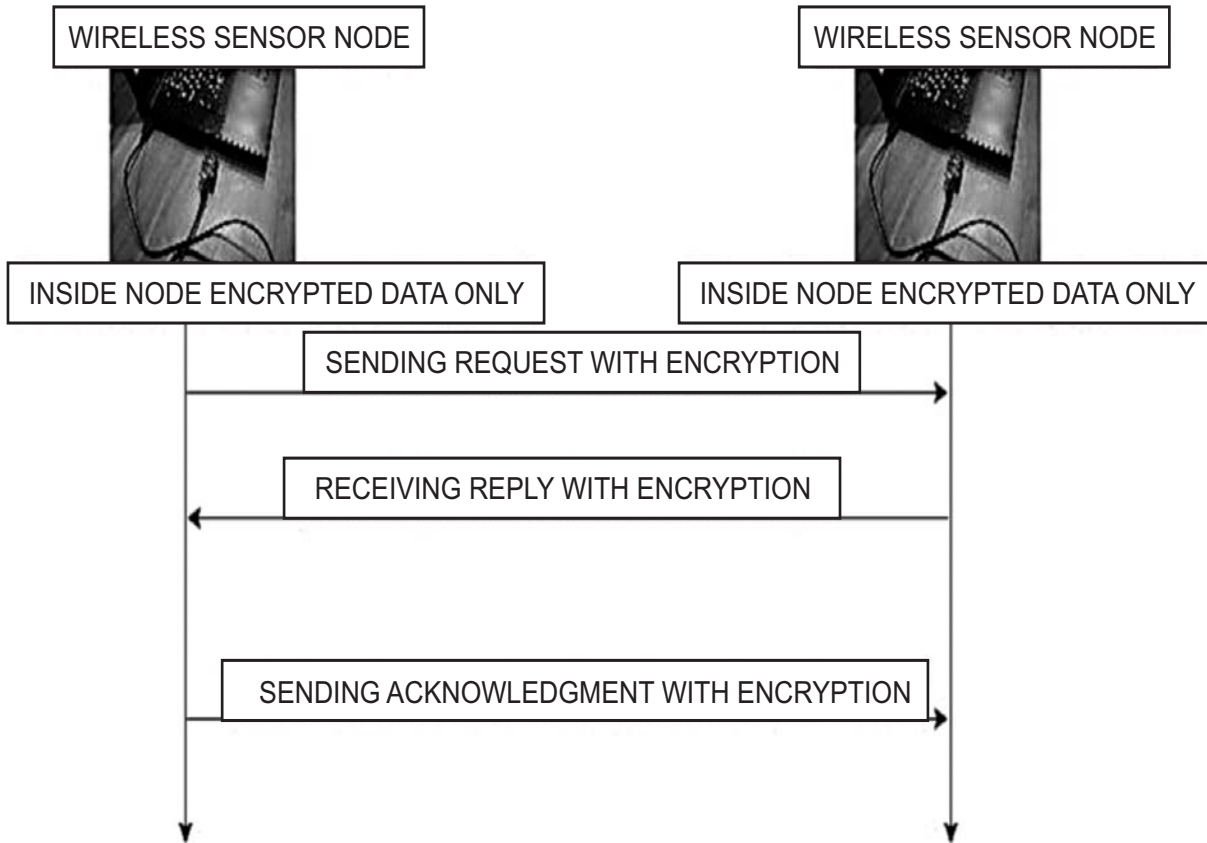 WIRELESS SENSOR NODE
WIRELESS SENSOR NODE
INSIDE NODE ENCRYPTED DATA ONLY
INSIDE NODE ENCRYPTED DATA ONLY
SENDING REQUEST WITH ENCRYPTION
RECEIVING REPLY WITH ENCRYPTION
SENDING ACKNOWLEDGMENT WITH ENCRYPTION